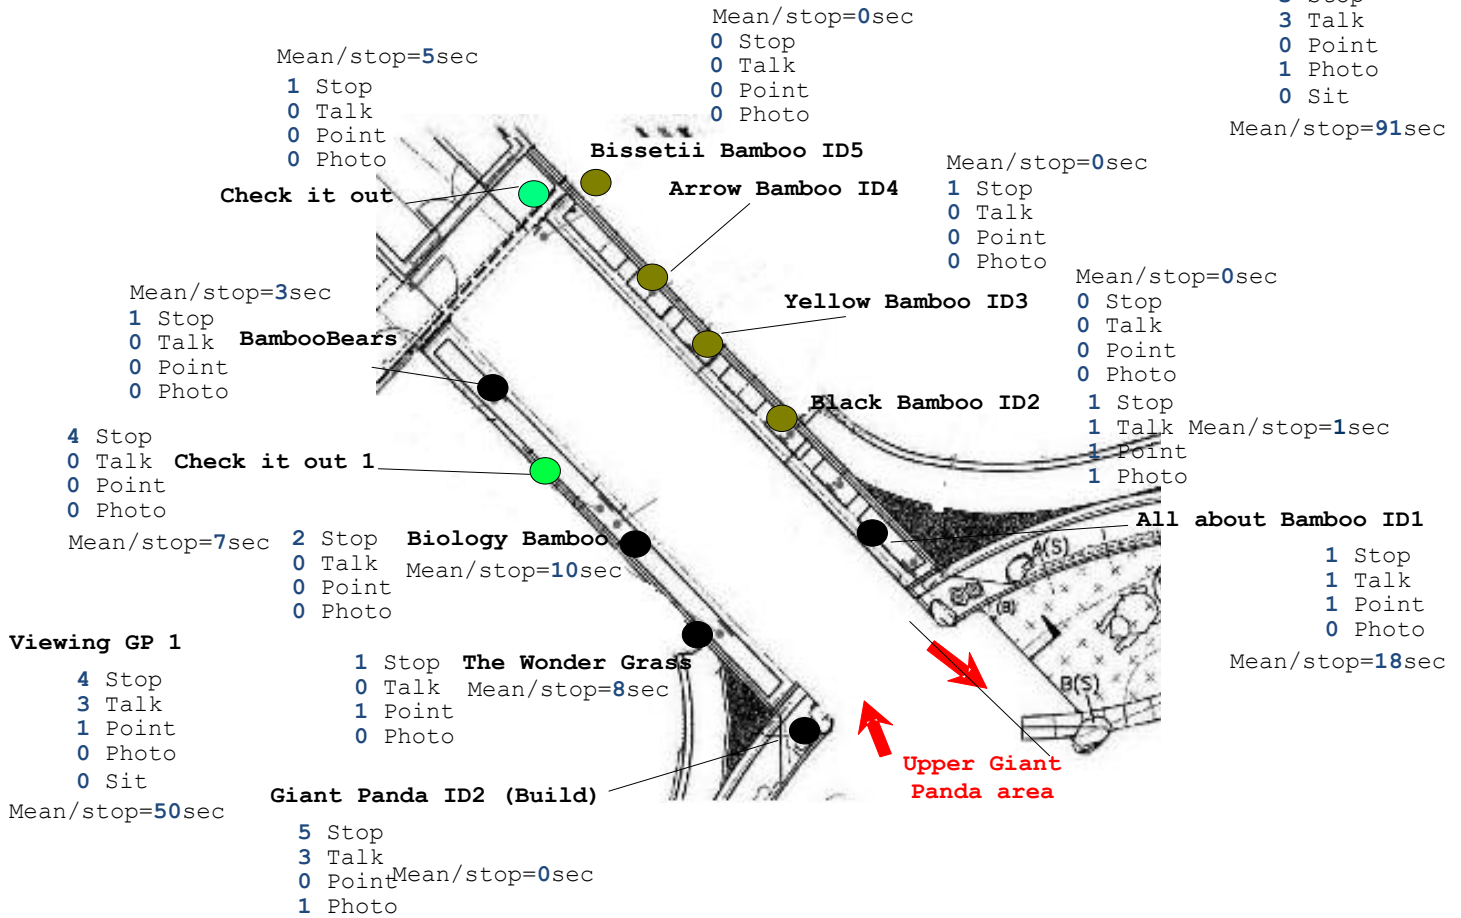 Mean/stop=0sec
0 Stop
0 Talk
0 Point
0 Photo
3 Talk
0 Point
1 Photo
0 Sit
Mean/stop=91sec
Mean/stop=5sec
1 Stop
0 Talk
0 Point
0 Photo
Check it out
Bissetii Bamboo ID5
Arrow Bamboo ID4
Mean/stop=0sec
1 Stop
0 Talk
0 Point
0 Photo
Yellow Bamboo ID3
Mean/stop=0sec
0 Stop
0 Talk
0 Point
0 Photo
Mean/stop=3sec
1 Stop
0 Talk
0 Point
0 Photo
BambooBears
Black Bamboo ID2
1 Stop
1 Talk Mean/stop=1sec
1 Point
1 Photo
4 Stop
0 Talk
0 Point
0 Photo
Check it out 1
Mean/stop=7sec
All about Bamboo ID1
1 Stop
1 Talk
1 Point
0 Photo
Mean/stop=18sec
2 Stop
0 Talk
0 Point
0 Photo
Biology Bamboo
Mean/stop=10sec
A(S)
(B)
B(S)
Viewing GP 1
4 Stop
3 Talk
1 Point
0 Photo
0 Sit
Mean/stop=50sec
1 Stop
0 Talk
1 Point
0 Photo
The Wonder Grass
Mean/stop=8sec
Upper Giant
Panda area
Giant Panda ID2 (Build)
5 Stop
3 Talk
0 Point
1 Photo
Mean/stop=0sec